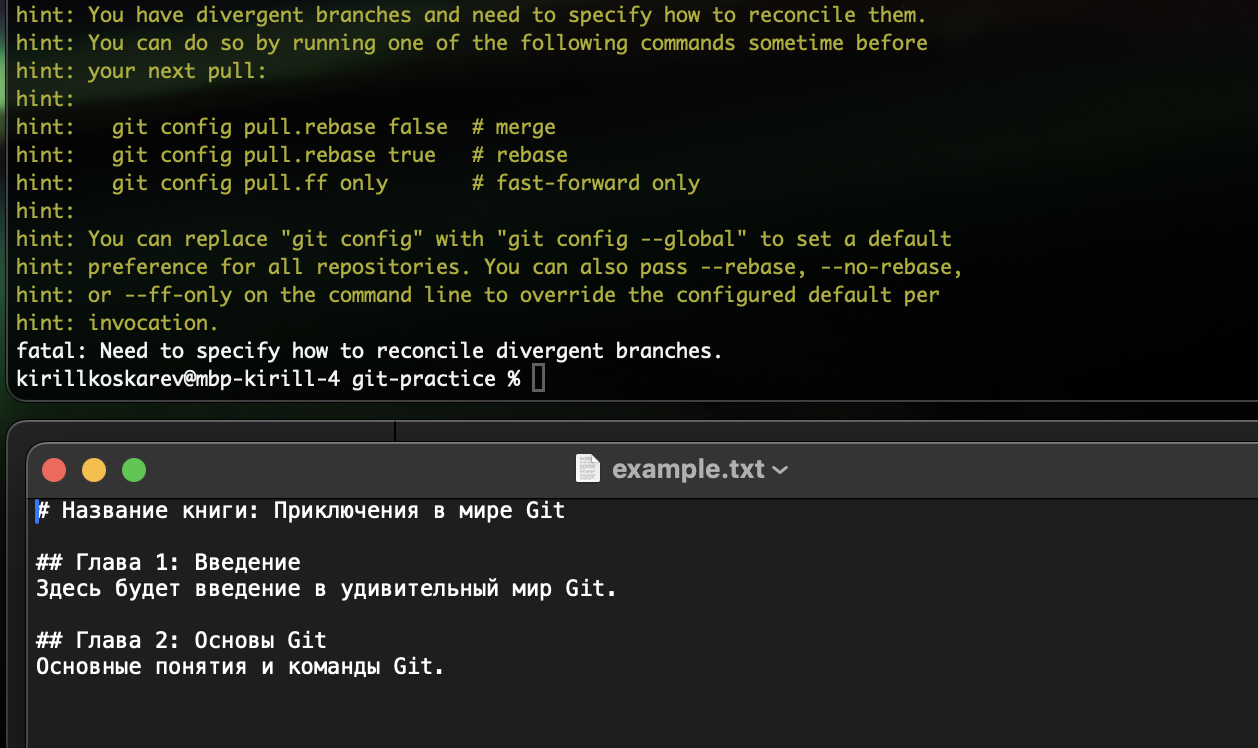 hint: You have divergent branches and need to specify how to reconcile them.
hint: You can do so by running one of the following commands sometime before
hint: your next pull:
hint:
hint:   git config pull.rebase false  # merge
hint:   git config pull.rebase true   # rebase
hint:   git config pull.ff only       # fast-forward only
hint:
hint: You can replace "git config" with "git config --global" to set a default
hint: preference for all repositories. You can also pass --rebase, --no-rebase,
hint: or --ff-only on the command line to override the configured default per
hint: invocation.
fatal: Need to specify how to reconcile divergent branches.
kirillkoskarev@mbp-kirill-4 git-practice %
example.txt
# Название книги: Приключения в мире Git
## Глава 1: Введение
Здесь будет введение в удивительный мир Git.
## Глава 2: Основы Git
Основные понятия и команды Git.